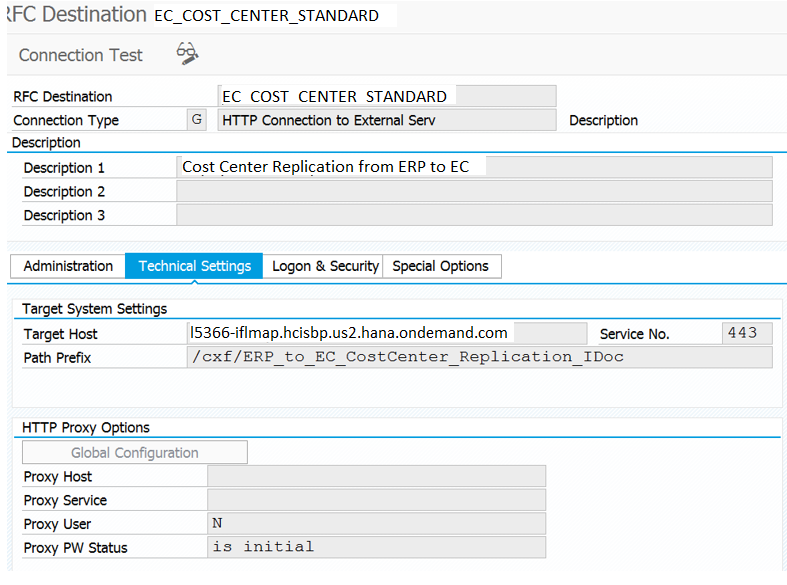 RFC Destination EC_COST_CENTER_STANDARD
Connection Test
RFC Destination EC_COST_CENTER_STANDARD
Connection Type G HTTP Connection to External Serv Description
Description
Description 1 Cost Center Replication from ERP to EC
Description 2
Description 3
Administration Technical Settings Logon & Security Special Options
Target System Settings
Target Host l5366-iflmap.hcisbp.us2.hana.ondemand.com Service No. 443
Path Prefix /cxf/ERP_to_EC_CostCenter_Replication_IDoc
HTTP Proxy Options
Global Configuration
Proxy Host
Proxy Service
Proxy User N
Proxy PW Status is initial